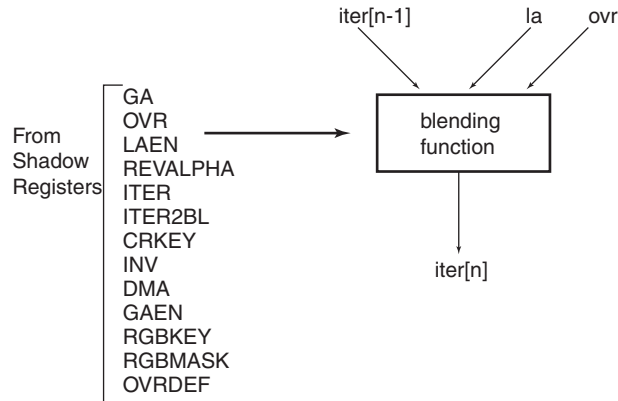 iter[n-1] la ovr
From
Shadow
Registers
GA
OVR
LAEN
REVALPHA
ITER
ITER2BL
CRKEY
INV
DMA
GAEN
RGBKEY
RGBMASK
OVRDEF
blending
function
iter[n]